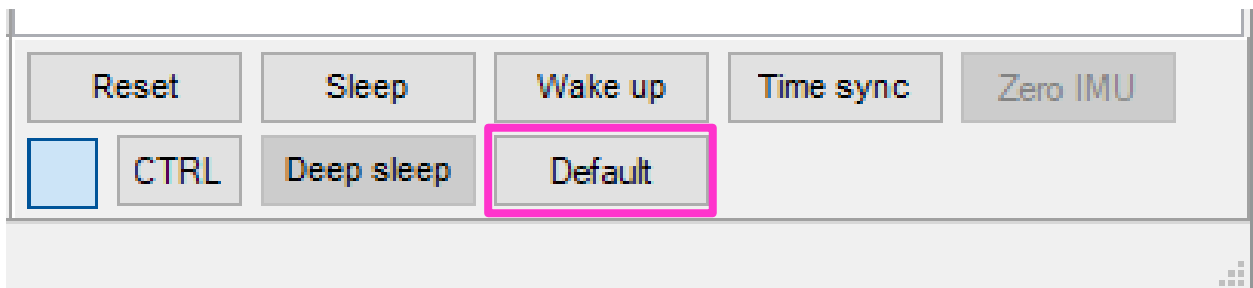 Reset Sleep Wake up Time sync Zero IMU
CTRL Deep sleep Default